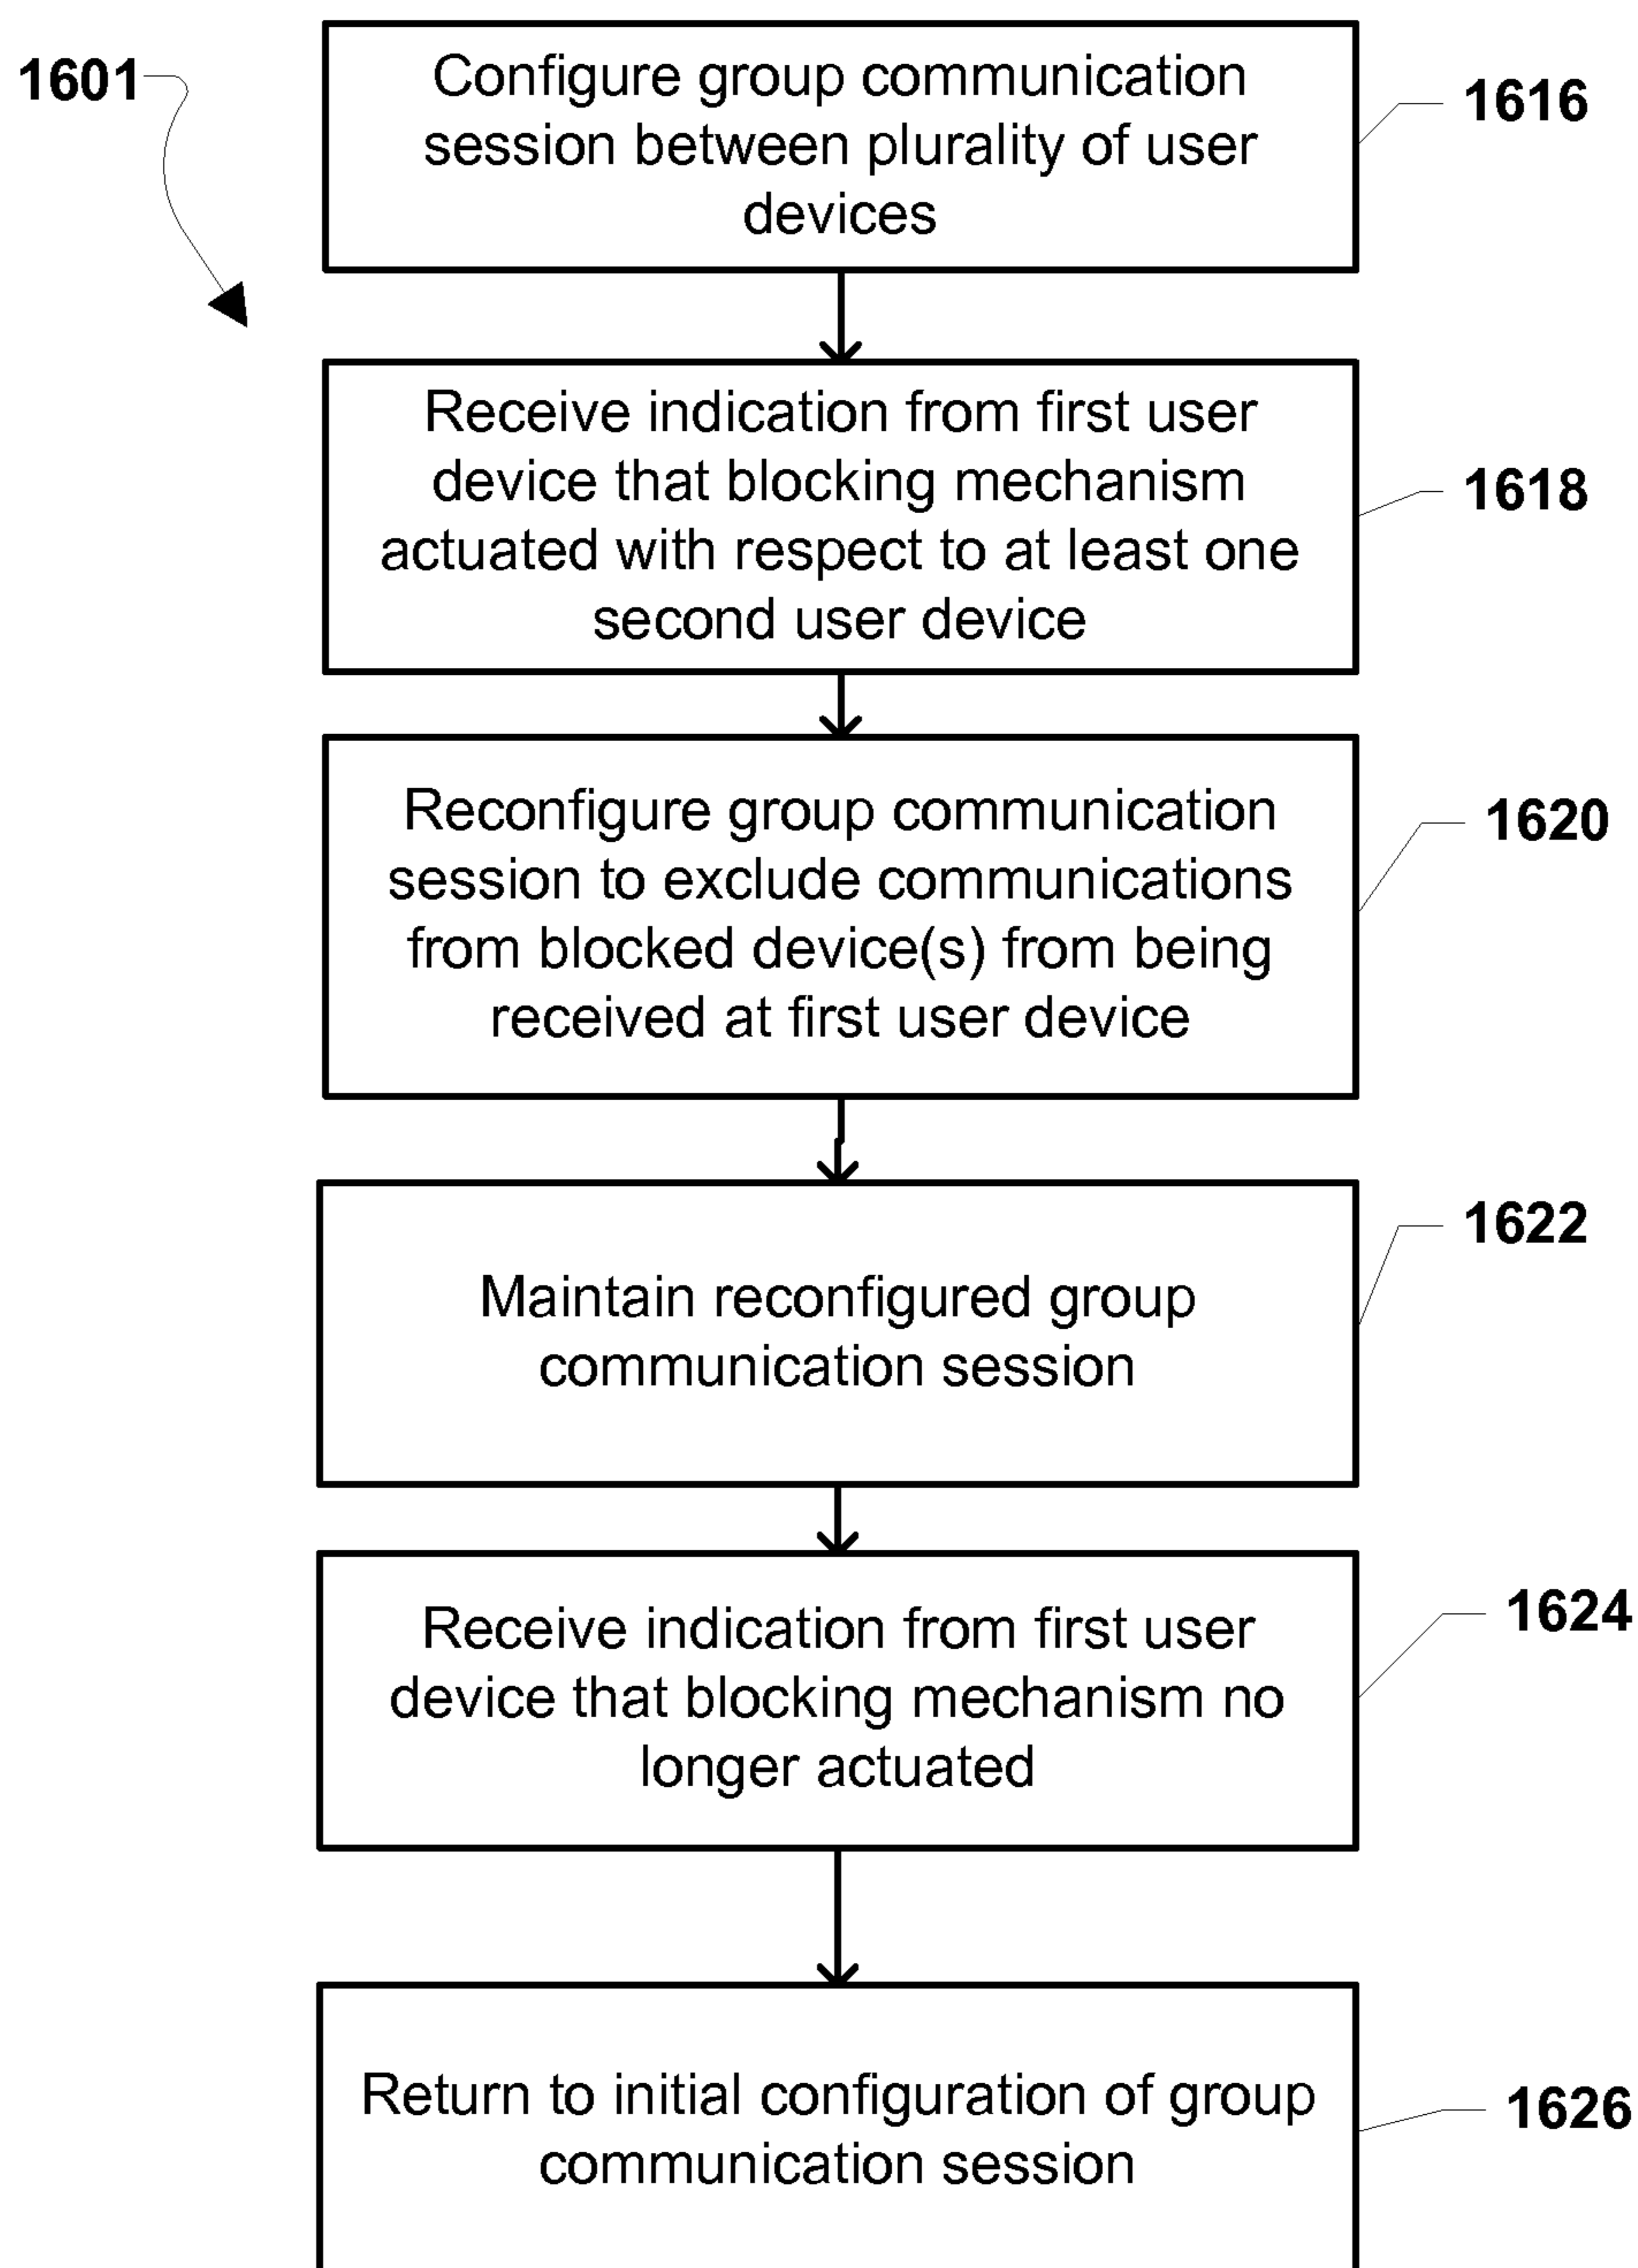 1601
Configure group communication
session between plurality of user
devices
1616
Receive indication from first user
device that blocking mechanism
actuated with respect to at least one
second user device
1618
Reconfigure group communication
session to exclude communications
from blocked device(s) from being
received at first user device
1620
Maintain reconfigured group
communication session
1622
Receive indication from first user
device that blocking mechanism no
longer actuated
1624
Return to initial configuration of group
communication session
1626